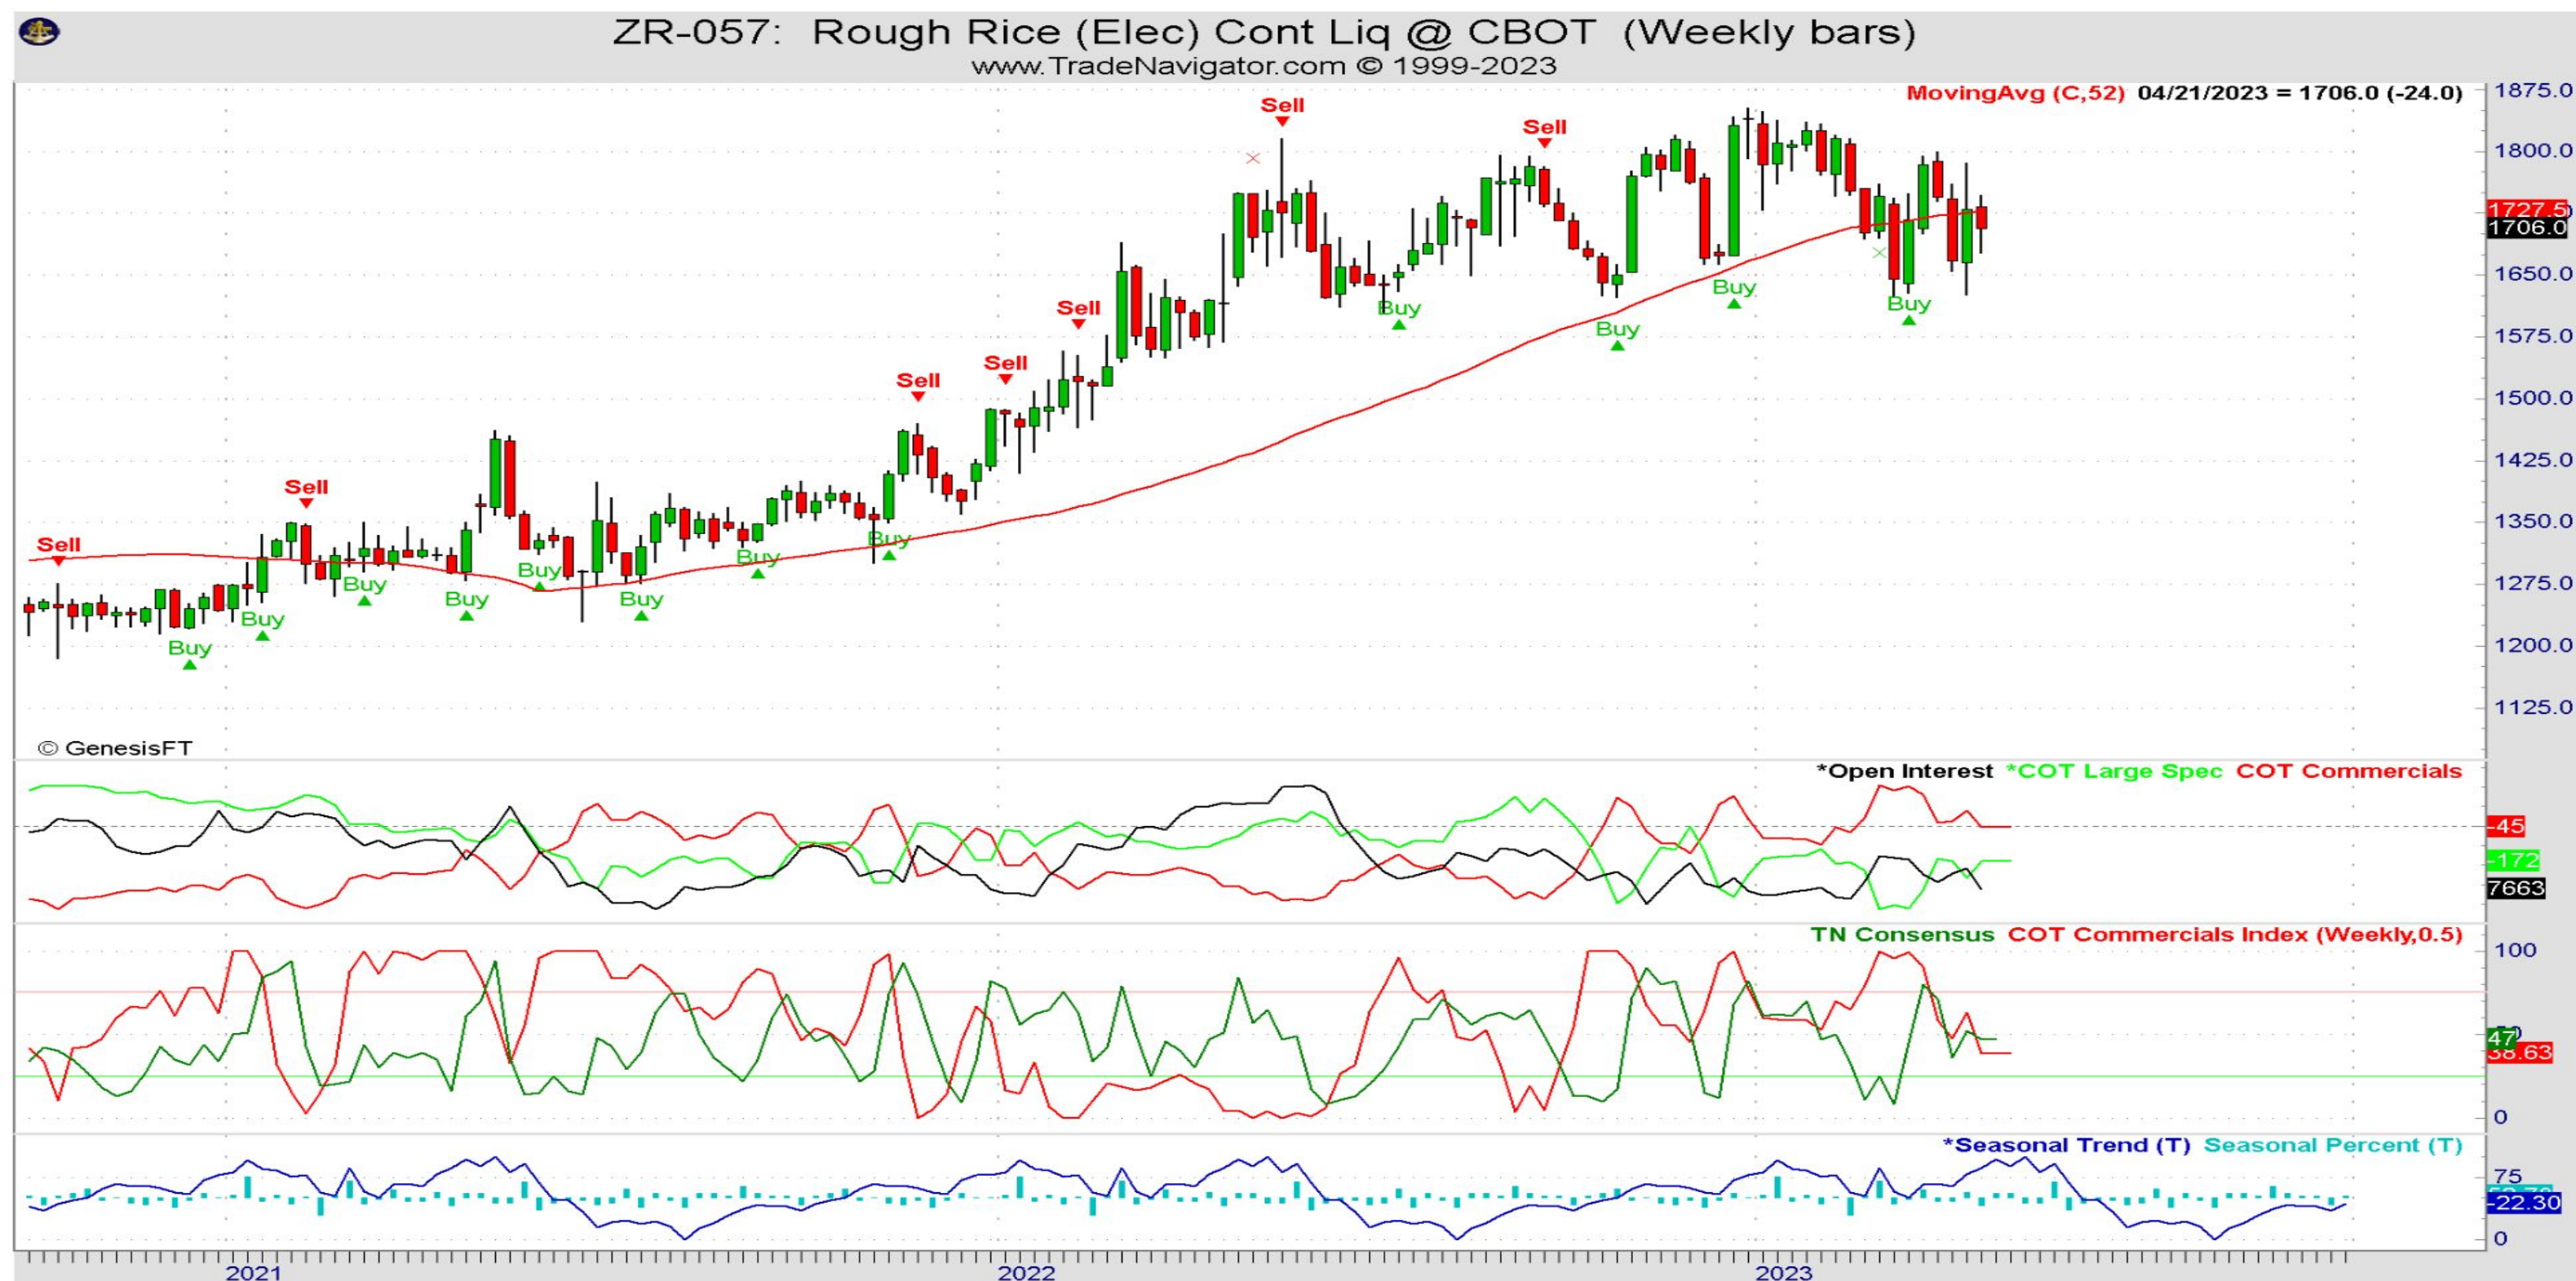 ZR-057: Rough Rice (Elec) Cont Liq @ CBOT (Weekly bars)
www.TradeNavigator.com © 1999-2023
MovingAvg (C,52) 04/21/2023 = 1706.0 (-24.0)
1875.0
Sell
Sell
1800.0
1727.5
1706.0
1650.0
Buy
Buy
Sell
Buy
Buy
1575.0
Sell
Sell
1500.0
1425.0
Sell
1350.0
Sell
Buy
Buy
Buy
Buy
1275.0
Buy
Buy
Buy
Buy
1200.0
1125.0
© GenesisFT
*Open Interest *COT Large Spec COT Commercials
-45
-172
7663
TN Consensus COT Commercials Index (Weekly,0.5)
100
47
38.63
0
*Seasonal Trend (T) Seasonal Percent (T)
75
-22.30
0
2021 2022 2023